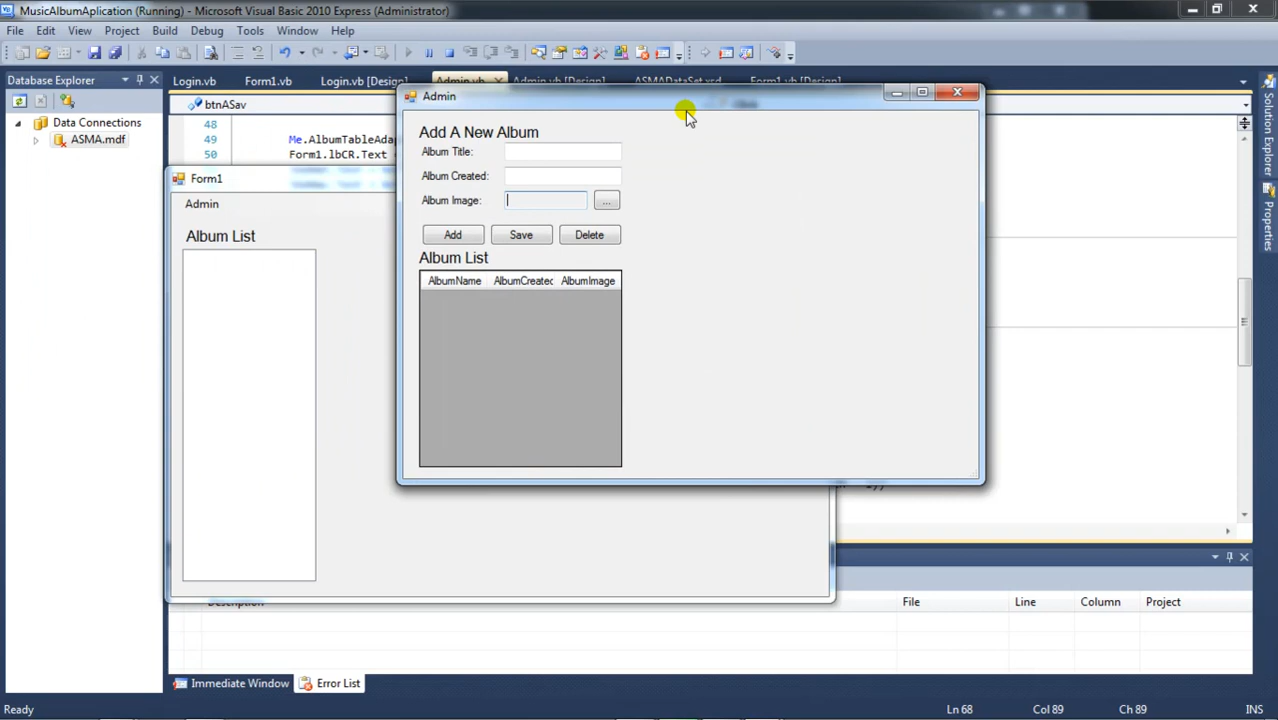 MusicAlbumAplication (Running) - Microsoft Visual Basic 2010 Express (Administrator)
File Edit View Project Build Debug Tools Window Help
Database Explorer
Login.vb Form1.vb Login.vb [Design] Admin.vb Admin.vb [Design] ASMADataSet.xsd Form1.vb [Design]
btnASav
Data Connections
ASMA.mdf
48
49 Me.AlbumTableAdap
50 Form1.lbCR.Text
Form1
Admin
Album List
Admin
Add A New Album
Album Title:
Album Created:
Album Image: ...
Add Save Delete
Album List
AlbumName AlbumCreated AlbumImage
Solution Explorer
Properties
Description File Line Column Project
Immediate Window Error List
Ready Ln 68 Col 89 Ch 89 INS